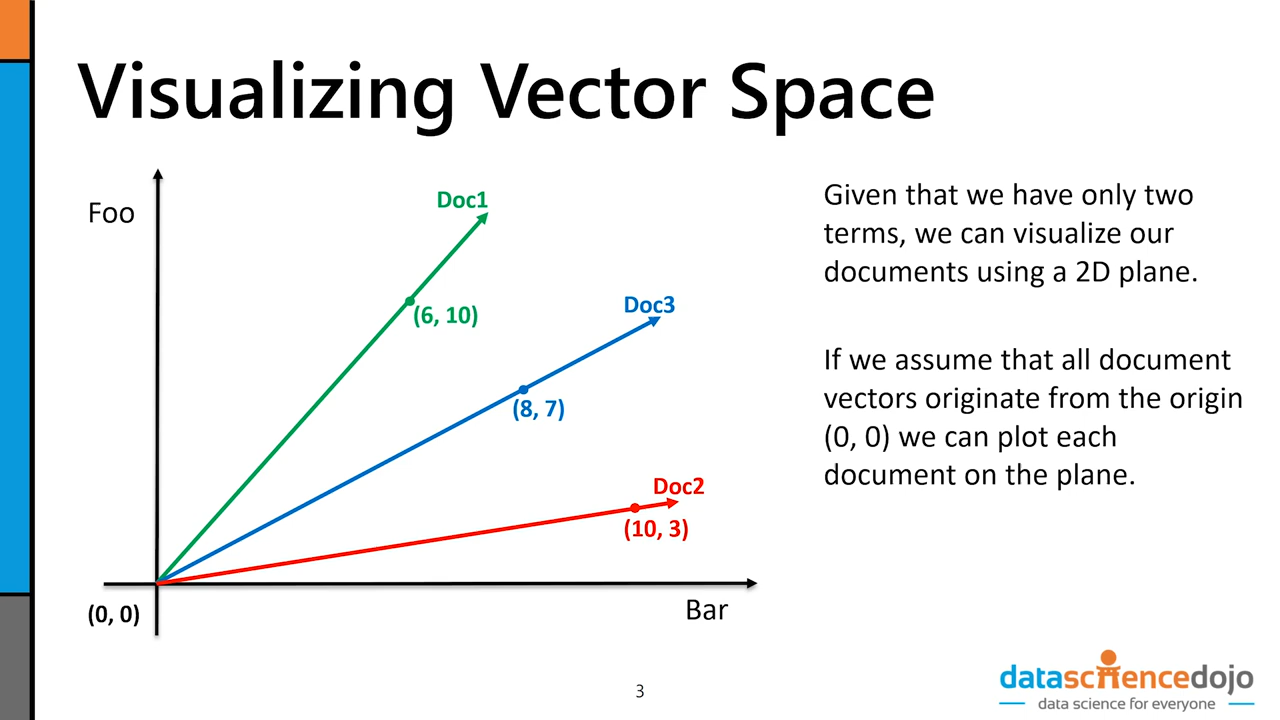 Visualizing Vector Space
Foo
Doc1
(6, 10)
Doc3
(8, 7)
Doc2
(10, 3)
(0, 0)
Bar
Given that we have only two
terms, we can visualize our
documents using a 2D plane.
If we assume that all document
vectors originate from the origin
(0, 0) we can plot each
document on the plane.
3
datasciencedojo
data science for everyone